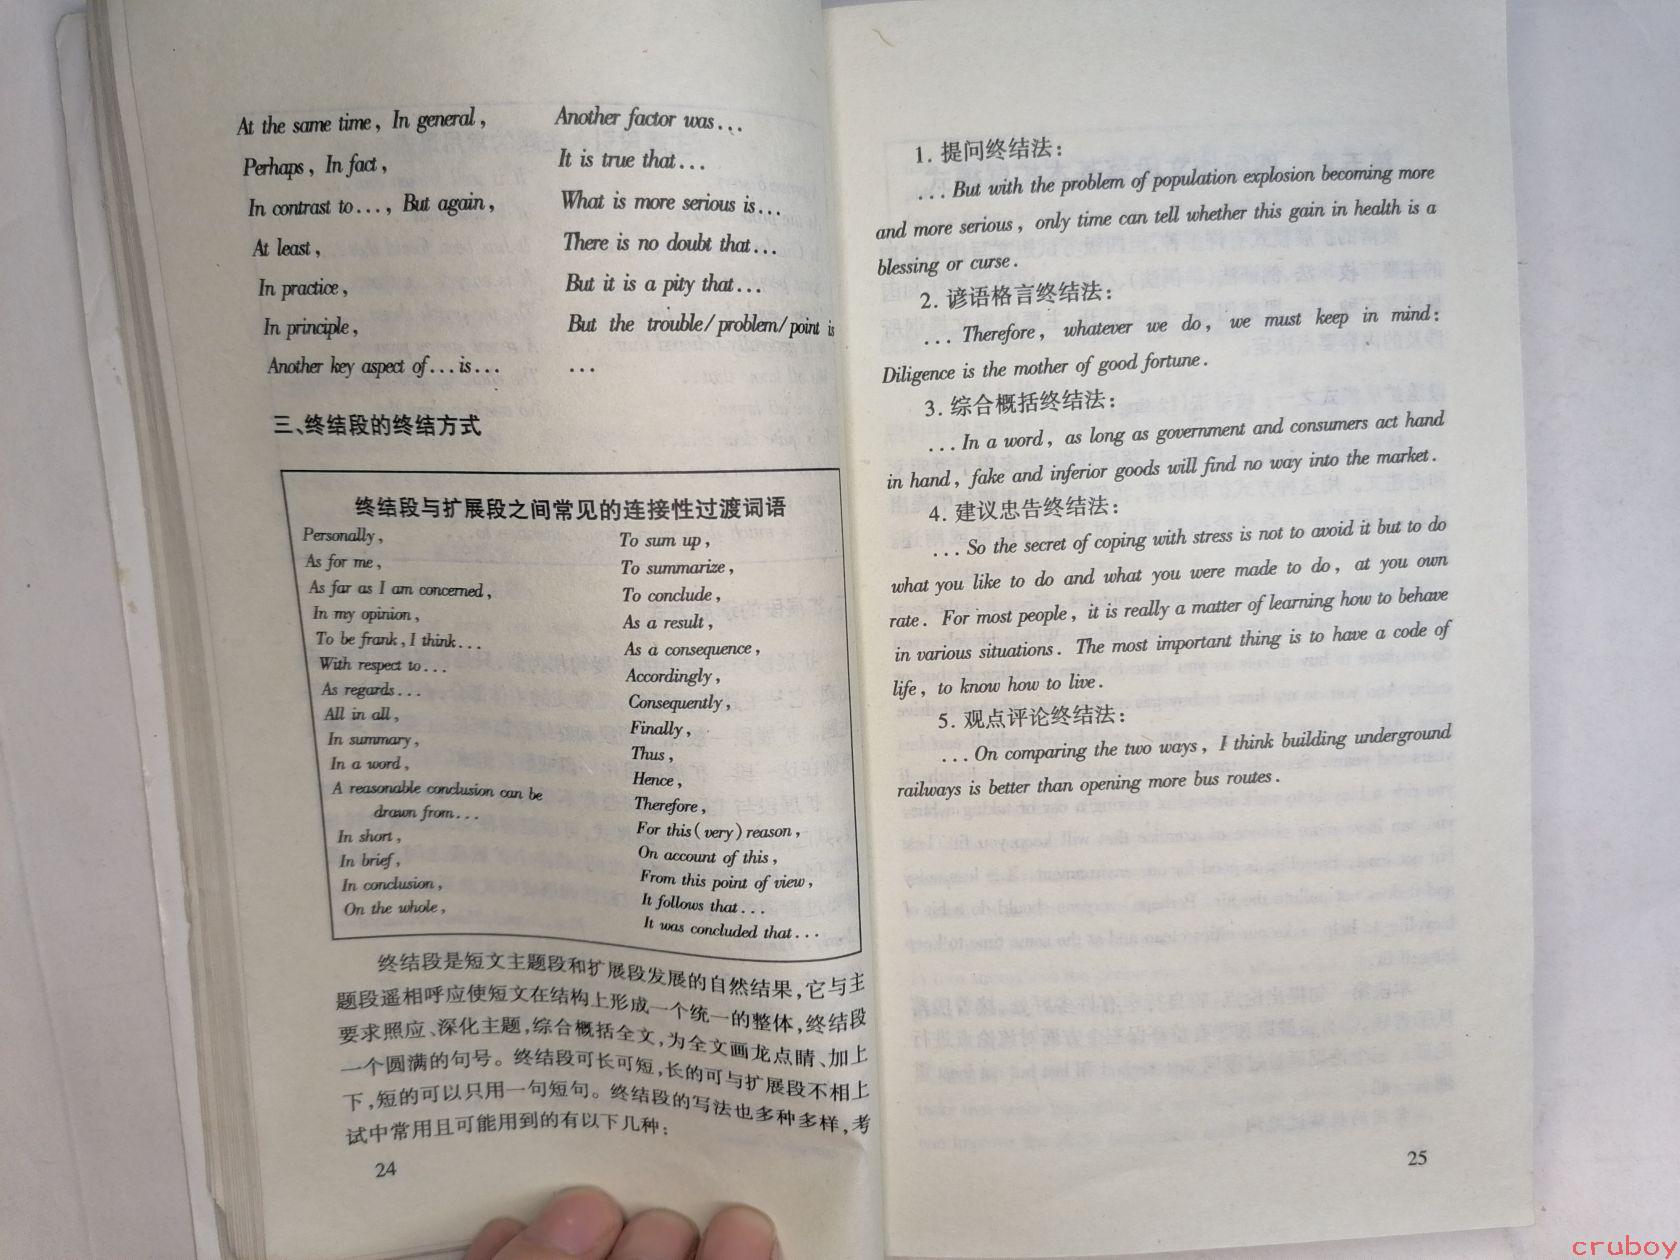 At the same time, In general,
Perhaps, In fact,
In contrast to..., But again,
At least,
In practice,
In principle,
Another key aspect of...is...
Another factor was...
It is true that...
What is more serious is...
There is no doubt that...
But it is a pity that...
But the trouble/problem/point is
...
三、终结段的终结方式
终结段与扩展段之间常见的连接性过渡词语
Personally,
As for me,
As far as I am concerned,
In my opinion,
To be frank, I think...
With respect to...
As regards...
All in all,
In summary,
In a word,
A reasonable conclusion can be
drawn from...
In short,
In brief,
In conclusion,
On the whole,
To sum up,
To summarize,
To conclude,
As a result,
As a consequence,
Accordingly,
Consequently,
Finally,
Thus,
Hence,
Therefore,
For this(very)reason,
On account of this,
From this point of view,
It follows that...
It was concluded that...
终结段是短文主题段和扩展段发展的自然结果,它与主
题段遥相呼应使短文在结构上形成一个统一的整体,终结段
要求照应、深化主题,综合概括全文,为全文画龙点睛、加上
一个圆满的句号。终结段可长可短,长的可与扩展段不相上
下,短的可以只用一句短句。终结段的写法也多种多样,考
试中常用且可能用到的有以下几种:
24
1. 提问终结法:
...But with the problem of population explosion becoming more
and more serious, only time can tell whether this gain in health is a
blessing or curse.
2. 谚语格言终结法:
...Therefore, whatever we do, we must keep in mind:
Diligence is the mother of good fortune.
3. 综合概括终结法:
...In a word, as long as government and consumers act hand
in hand, fake and inferior goods will find no way into the market.
4. 建议忠告终结法:
...So the secret of coping with stress is not to avoid it but to do
what you like to do and what you were made to do, at you own
rate. For most people, it is really a matter of learning how to behave
in various situations. The most important thing is to have a code of
life, to know how to live.
5. 观点评论终结法:
...On comparing the two ways, I think building underground
railways is better than opening more bus routes.
25
cruboy